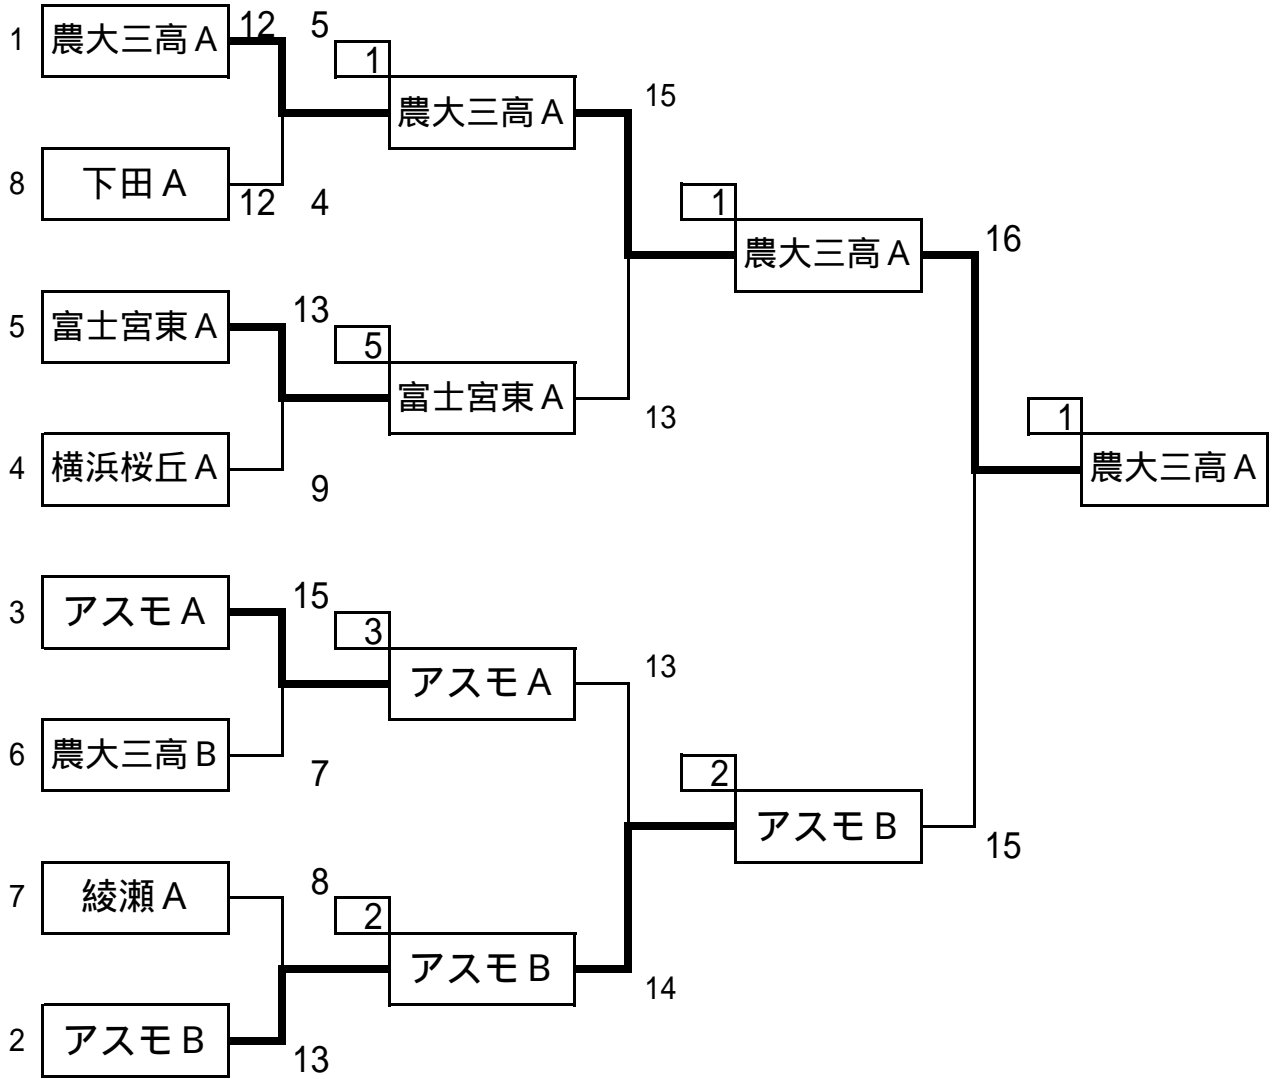 1 農大三高A 12 5
1
農大三高A 15
8 下田A 12 4
1
農大三高A 16
5 富士宮東A 13
5
富士宮東A 13
4 横浜桜丘A 9
1
農大三高A
3 アスモA 15
3
アスモA 13
6 農大三高B 7
2
アスモB 15
7 綾瀬A 8
2
アスモB 14
2 アスモB 13